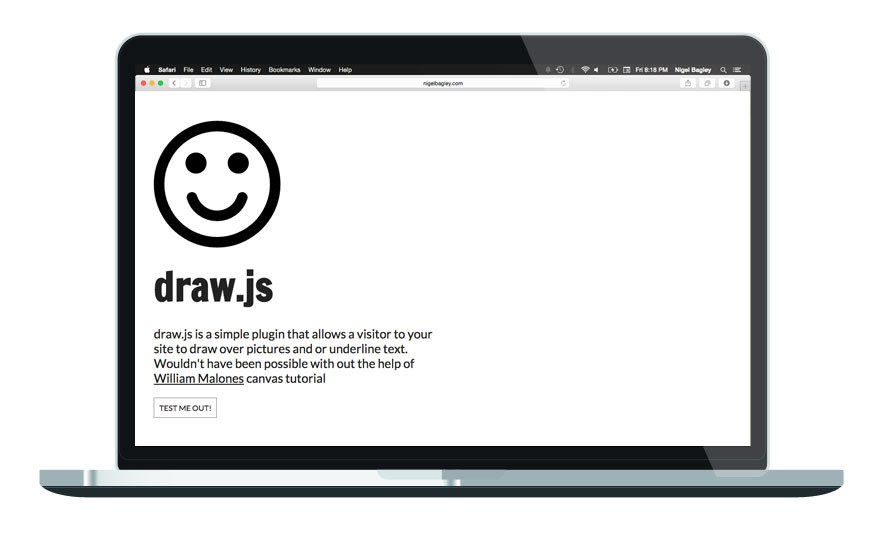 Safari File Edit View History Bookmarks Window Help Fri 8:18 PM Nigel Bagley
nigelbagley.com
draw.js
draw.js is a simple plugin that allows a visitor to your
site to draw over pictures and or underline text.
Wouldn't have been possible with out the help of
William Malones canvas tutorial
TEST ME OUT!